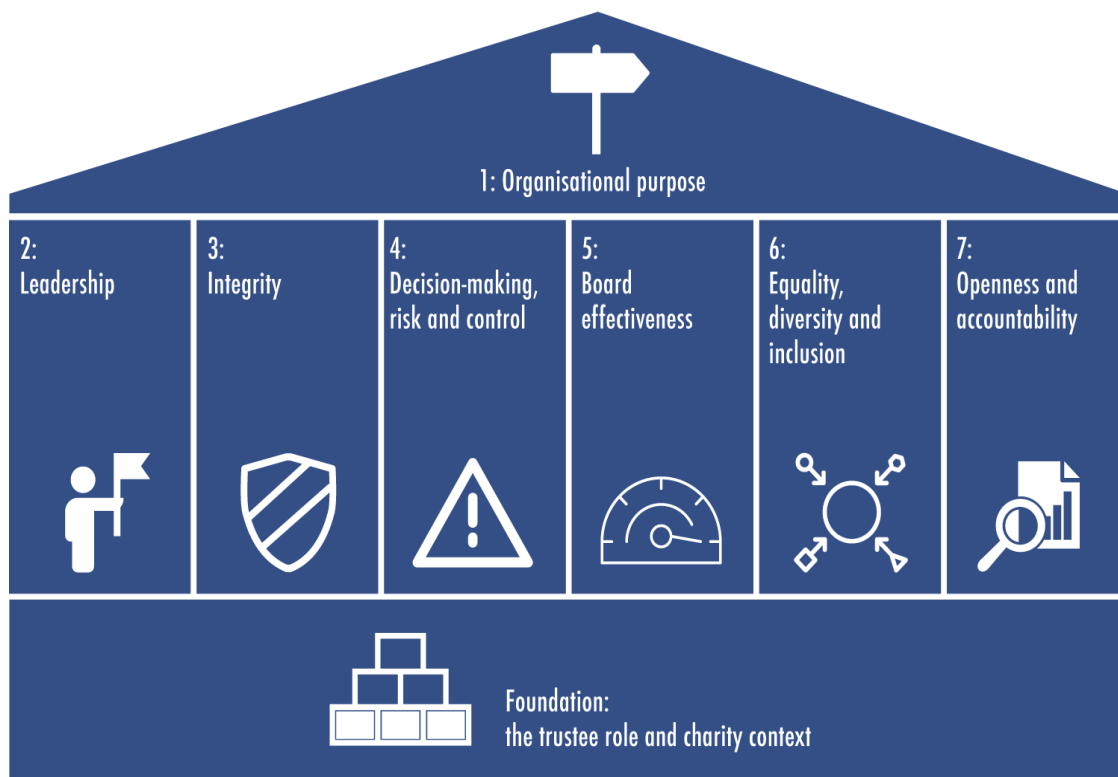 1: Organisational purpose
2:
Leadership
3:
Integrity
4:
Decision-making,
risk and control
5:
Board
effectiveness
6:
Equality,
diversity and
inclusion
7:
Openness and
accountability
Foundation:
the trustee role and charity context